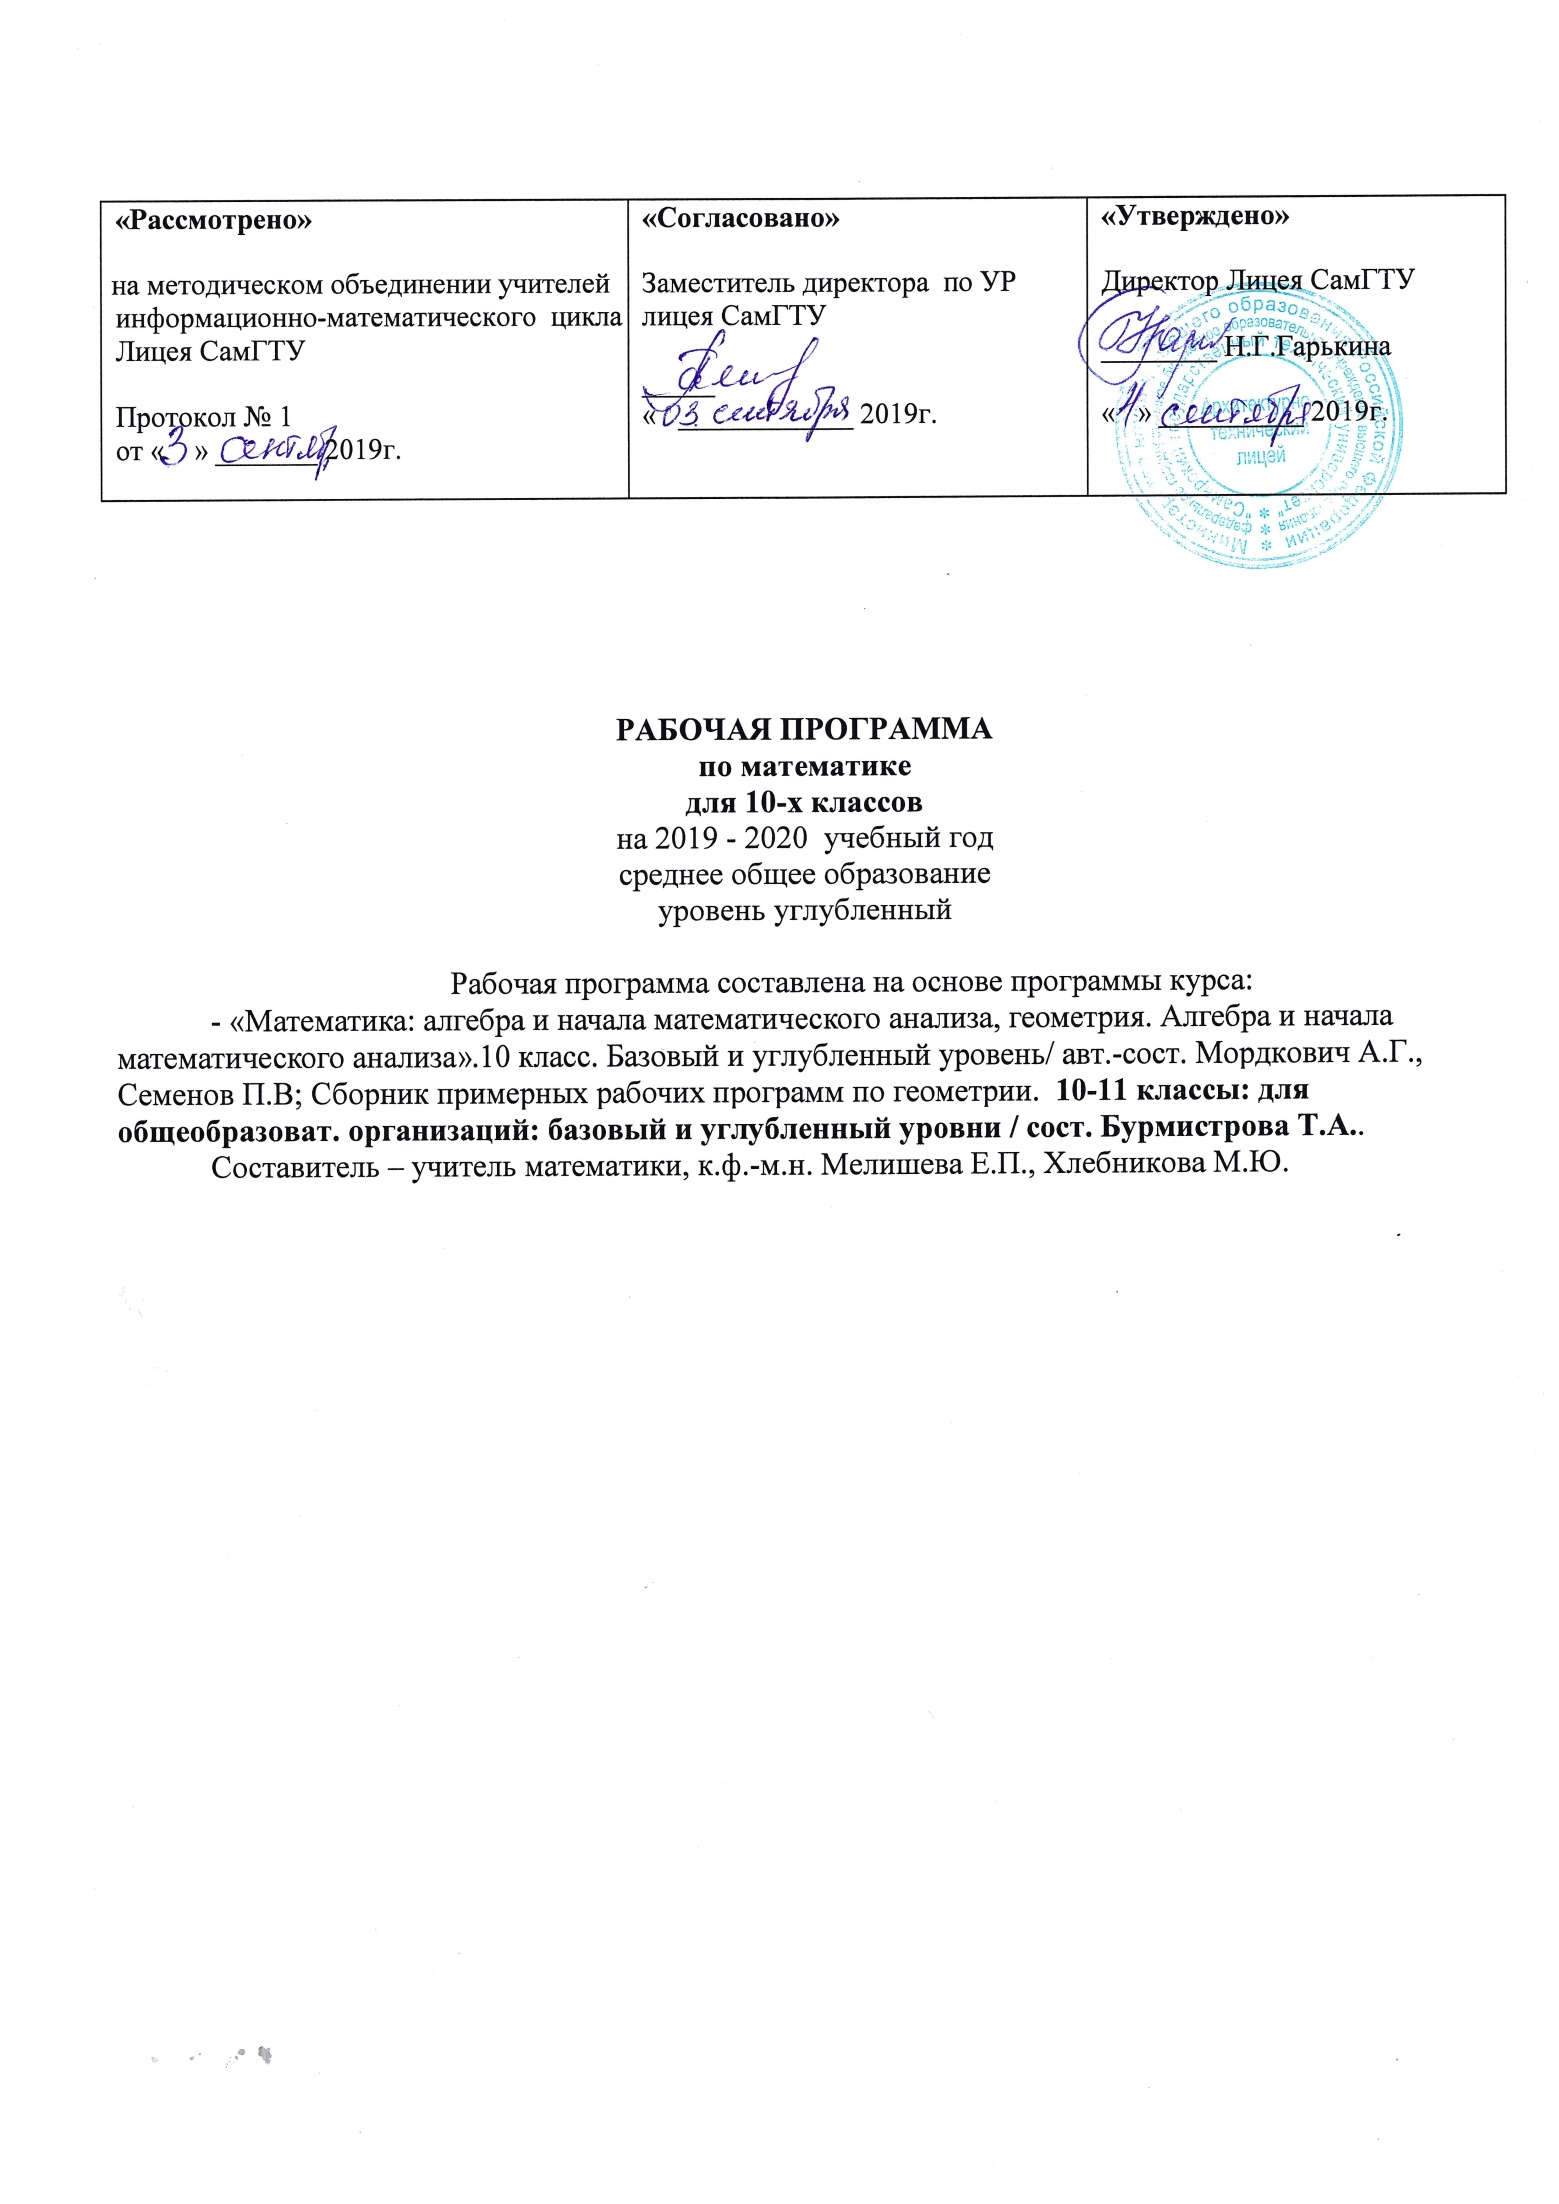 «Рассмотрено»
на методическом объединении учителей
информационно-математического цикла
Лицея СамГТУ
Протокол № 1
от «3» сентябр 2019г.
«Согласовано»
Заместитель директора по УР
лицея СамГТУ
«03 сентября 2019г.
«Утверждено»
Директор Лицея СамГТУ
Н.Г.Гарькина
«4» сентября 2019г.
Архитектурно
технический
лицей
РАБОЧАЯ ПРОГРАММА
по математике
для 10-х классов
на 2019 - 2020 учебный год
среднее общее образование
уровень углубленный
Рабочая программа составлена на основе программы курса:
- «Математика: алгебра и начала математического анализа, геометрия. Алгебра и начала
математического анализа».10 класс. Базовый и углубленный уровень/ авт.-сост. Мордкович А.Г.,
Семенов П.В; Сборник примерных рабочих программ по геометрии. 10-11 классы: для
общеобразоват. организаций: базовый и углубленный уровни / сост. Бурмистрова Т.А..
Составитель – учитель математики, к.ф.-м.н. Мелишева Е.П., Хлебникова М.Ю.